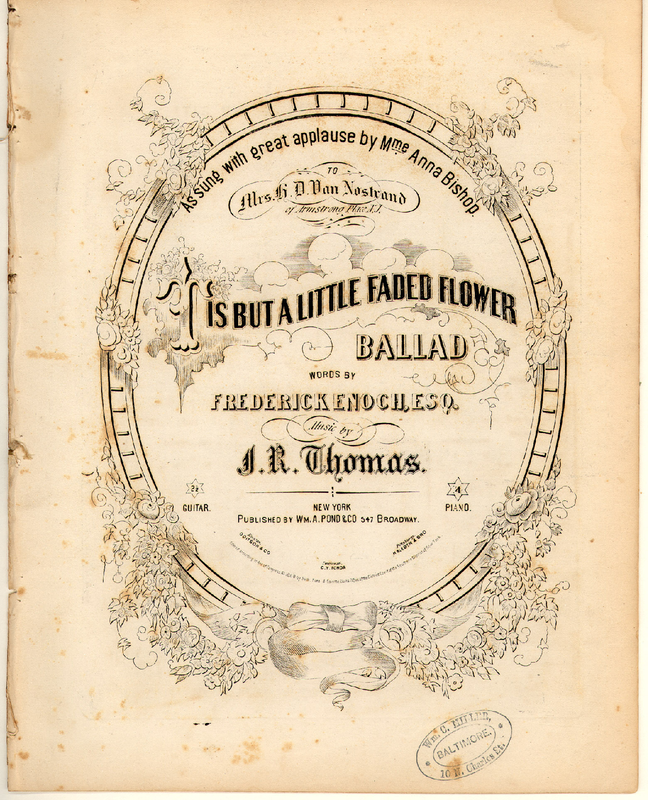 As sung with great applause by Mme Anna Bishop.
TO
Mrs. H. D. Van Nostrand
of Armstrong Place N.J.
'TIS BUT A LITTLE FADED FLOWER
BALLAD
WORDS BY
FREDERICK ENOCH, ESQ.
Music by
J. R. Thomas.
GUITAR.
PIANO.
NEW YORK
PUBLISHED BY WM. A. POND & CO 547 BROADWAY.
Wm. C. MILLER,
BALTIMORE.
10 N. Charles St.